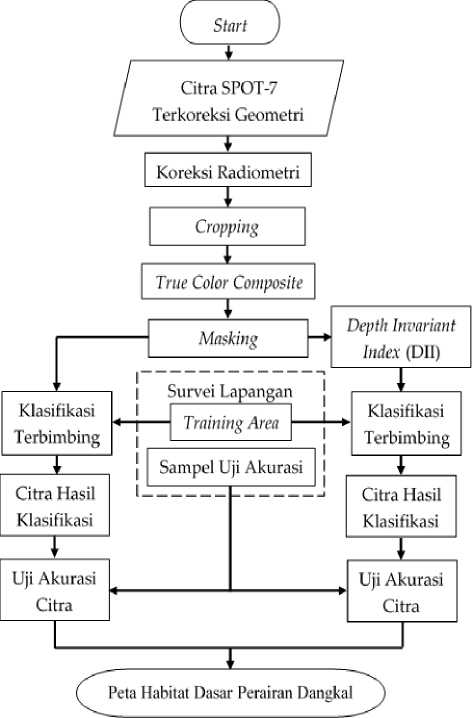 Start
Citra SPOT-7
Terkoreksi Geometri
Koreksi Radiometri
Cropping
True Color Composite
Masking
Depth Invariant
Index (DII)
Survei Lapangan
Klasifikasi
Terbimbing
Training Area
Klasifikasi
Terbimbing
Sampel Uji Akurasi
Citra Hasil
Klasifikasi
Citra Hasil
Klasifikasi
Uji Akurasi
Citra
Uji Akurasi
Citra
Peta Habitat Dasar Perairan Dangkal